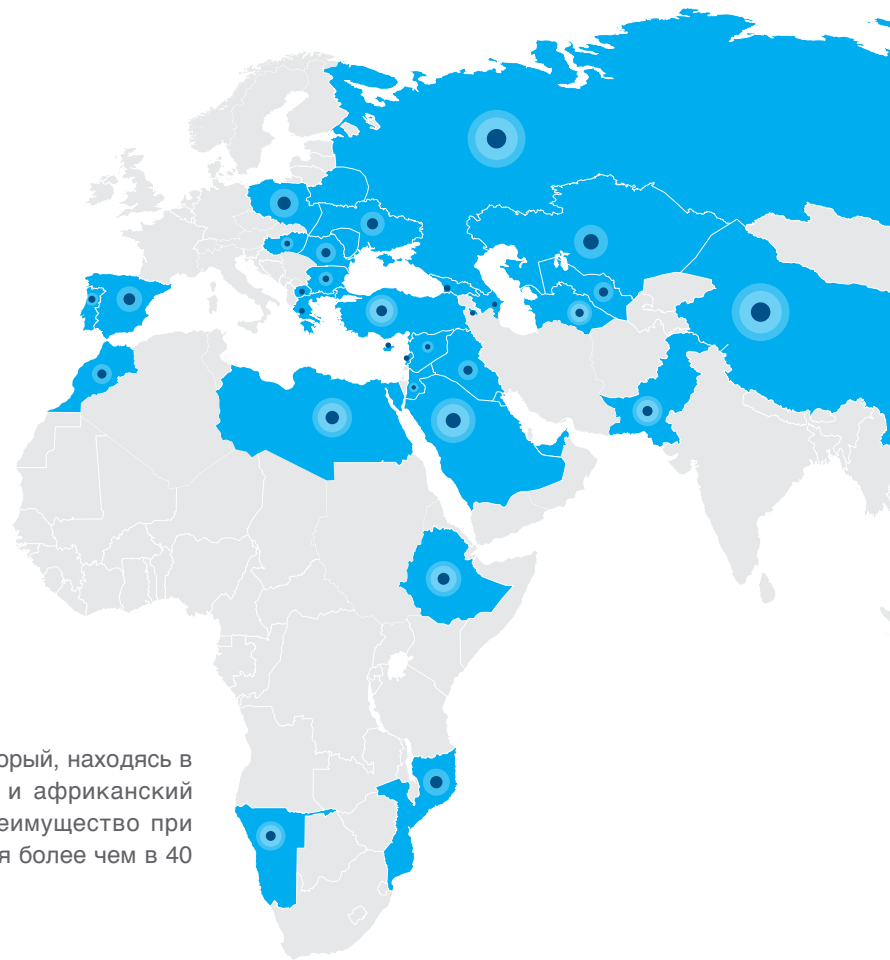 орый, находясь в
и африканский
еимущество при
я более чем в 40